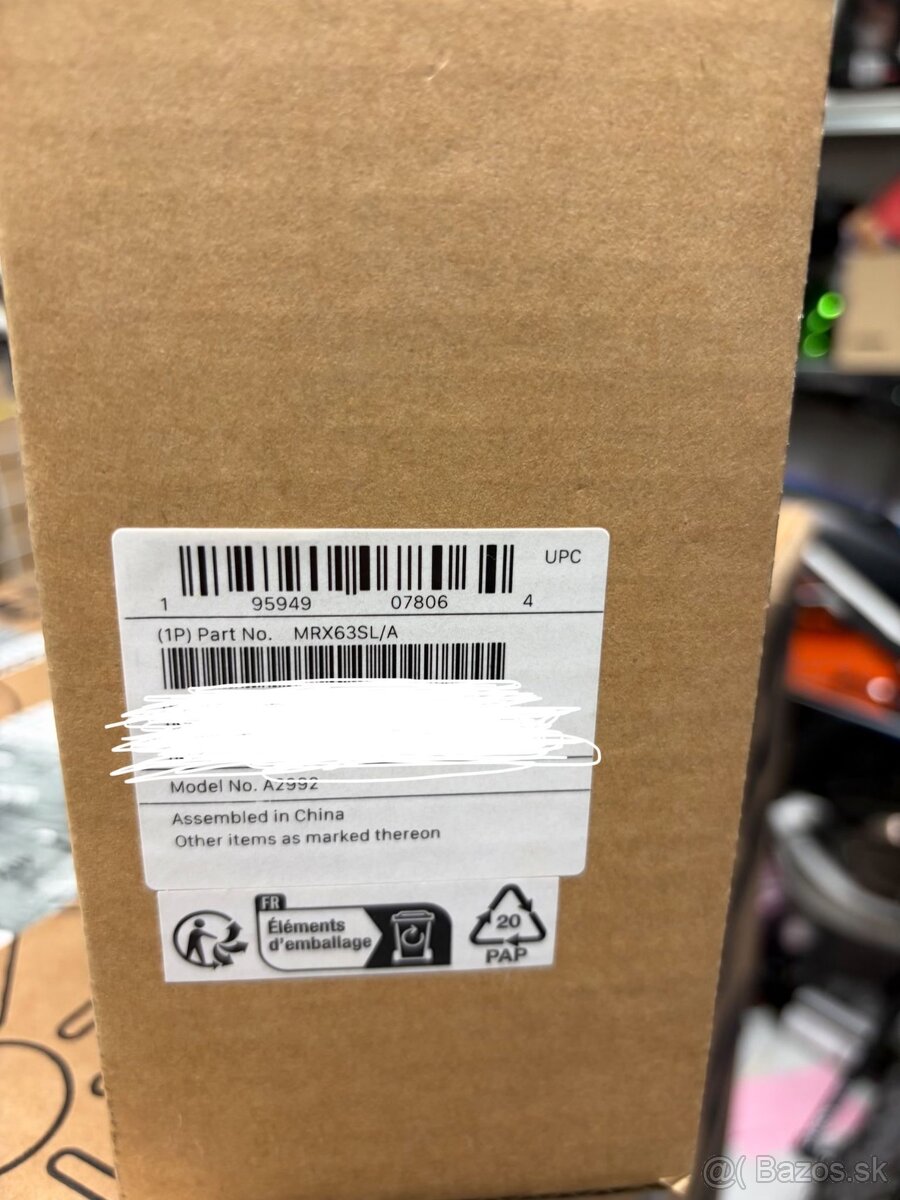 UPC
1 95949 07806 4
(1P) Part No. MRX63SL/A
Model No. A2992
Assembled in China
Other items as marked thereon
FR
Éléments
d'emballage
20
PAP
@( Bazos.sk